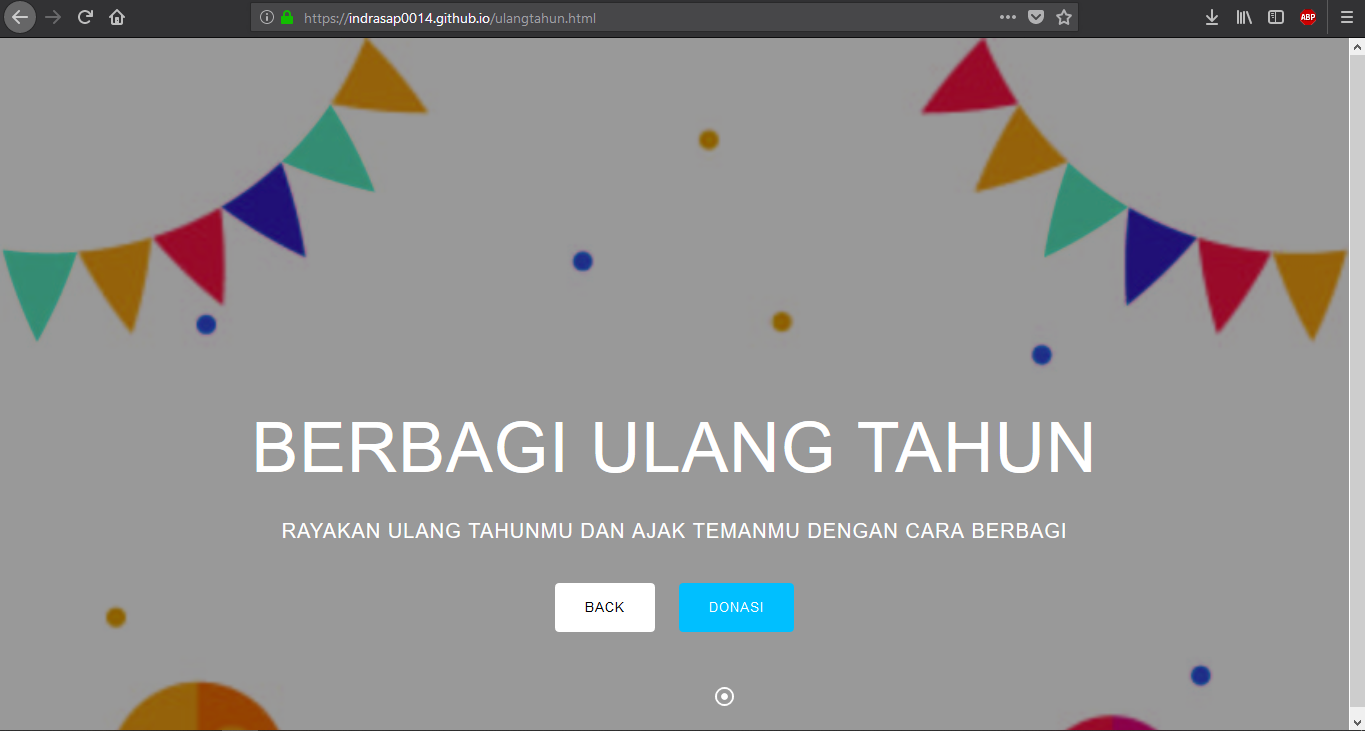 https://indrasap0014.github.io/ulangtahun.html
ABP
BERBAGI ULANG TAHUN
RAYAKAN ULANG TAHUNMU DAN AJAK TEMANMU DENGAN CARA BERBAGI
BACK
DONASI